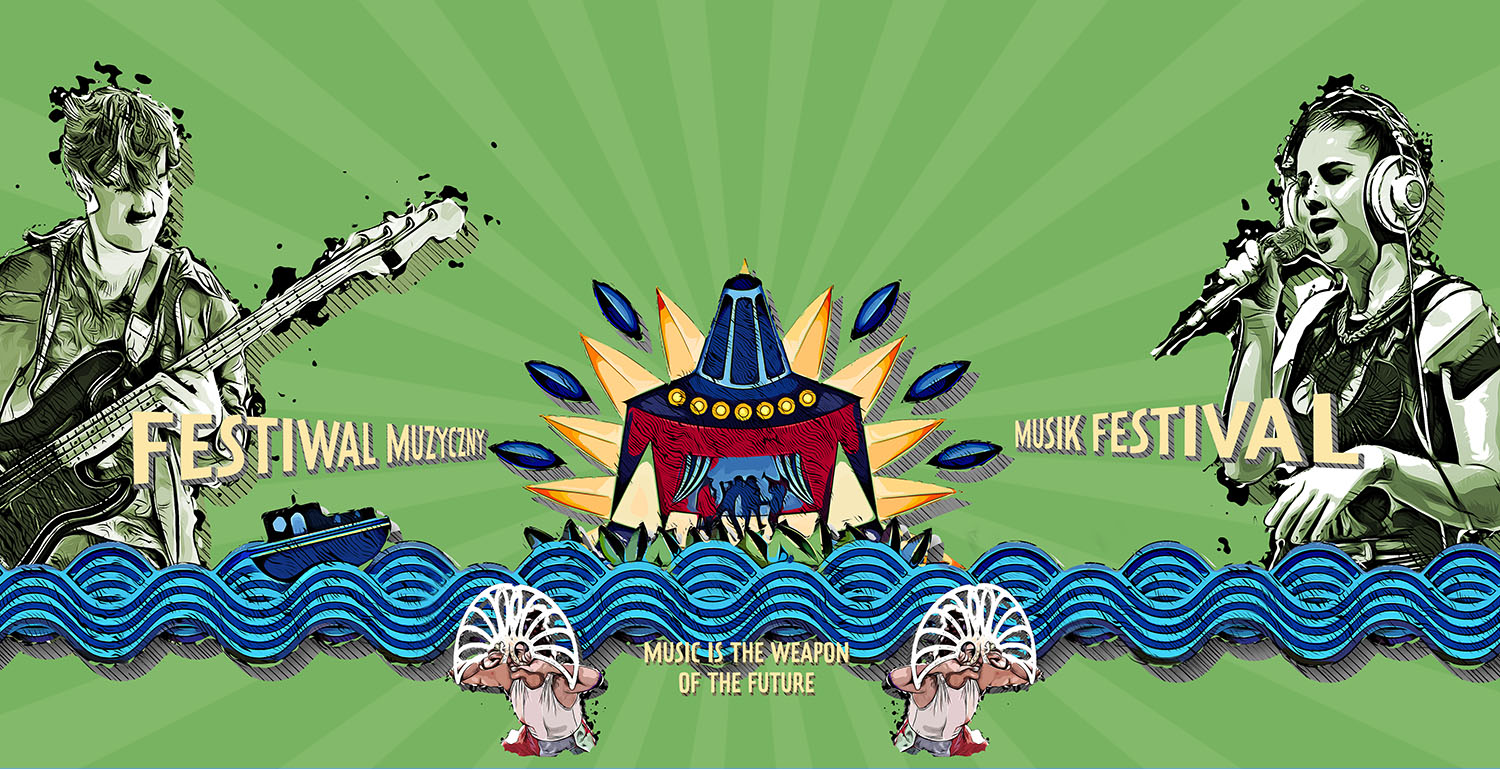 FESTIWAL MUZYCZNY
MUSIK FESTIVAL
MUSIC IS THE WEAPON
OF THE FUTURE